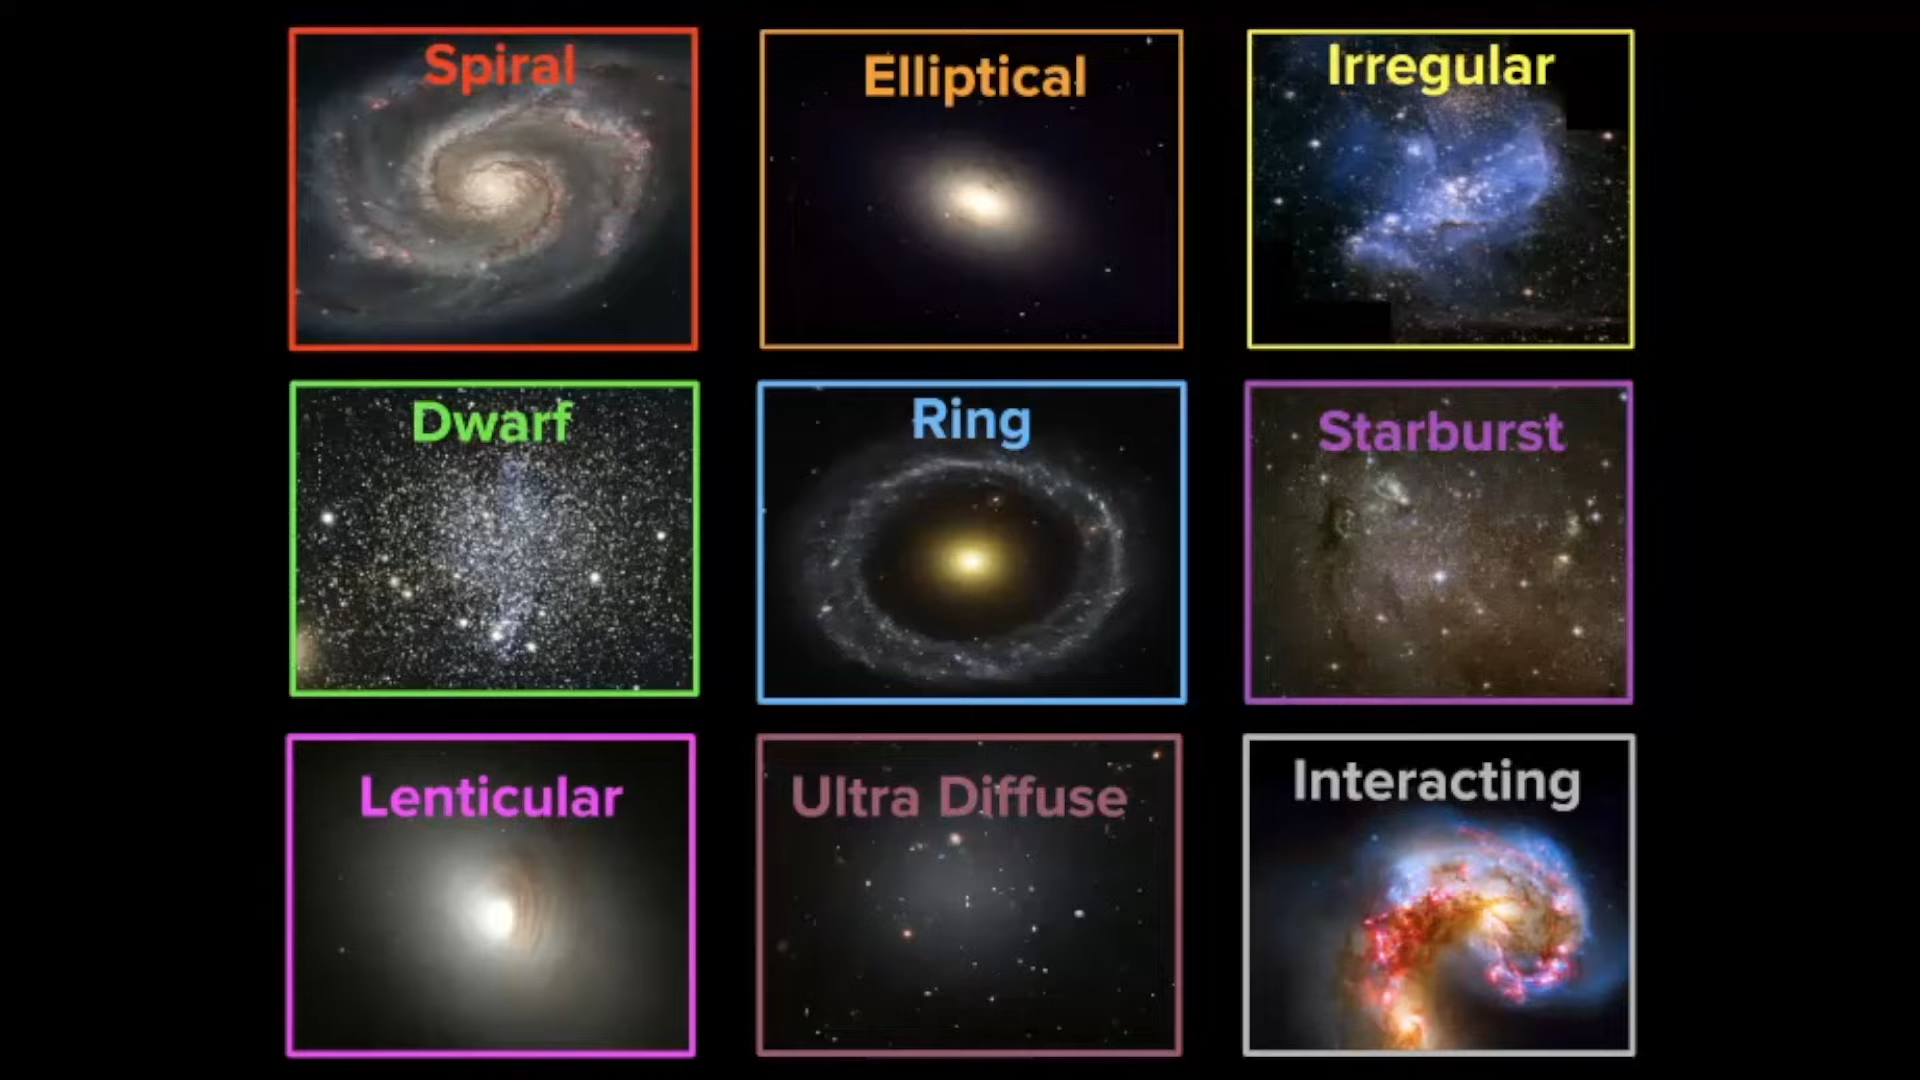 Spiral
Elliptical
Irregular
Dwarf
Ring
Starburst
Lenticular
Ultra Diffuse
Interacting